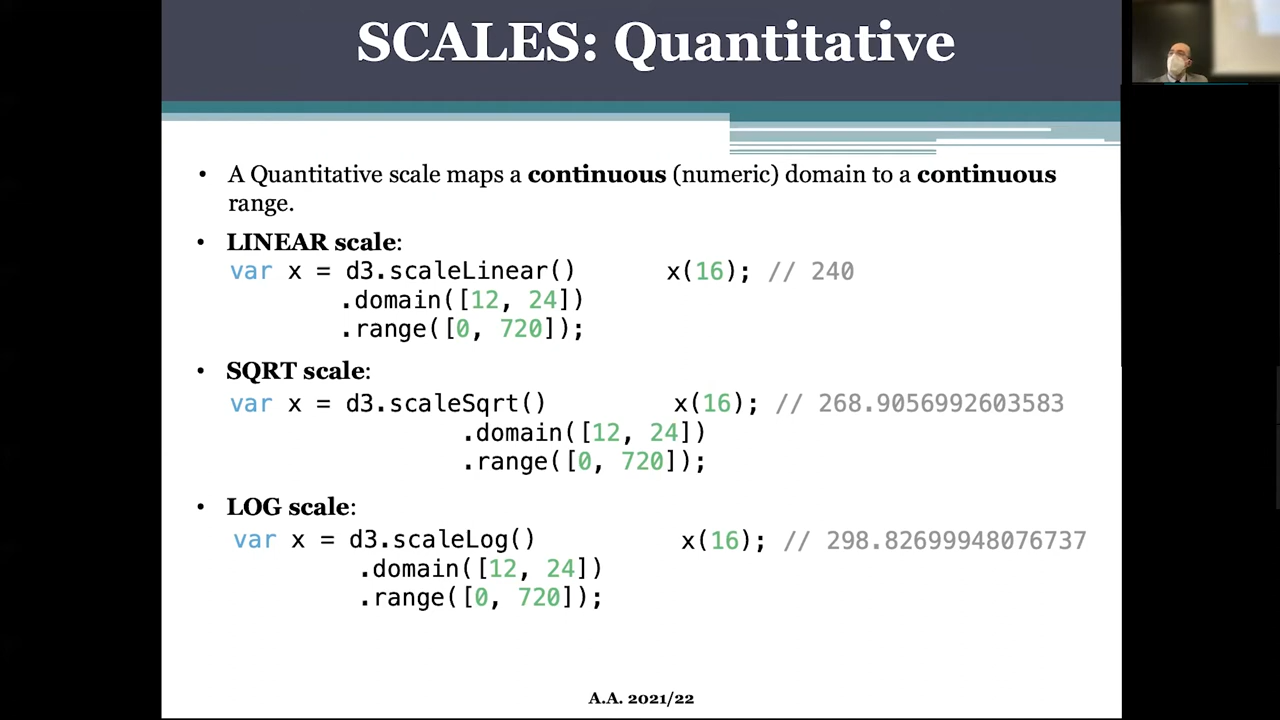 SCALES: Quantitative
• A Quantitative scale maps a continuous (numeric) domain to a continuous
range.
• LINEAR scale:
var x = d3.scaleLinear() x(16); // 240
.domain([12, 24])
.range([0, 720]);
• SQRT scale:
var x = d3.scaleSqrt() x(16); // 268.9056992603583
.domain([12, 24])
.range([0, 720]);
• LOG scale:
var x = d3.scaleLog() x(16); // 298.82699948076737
.domain([12, 24])
.range([0, 720]);
A.A. 2021/22